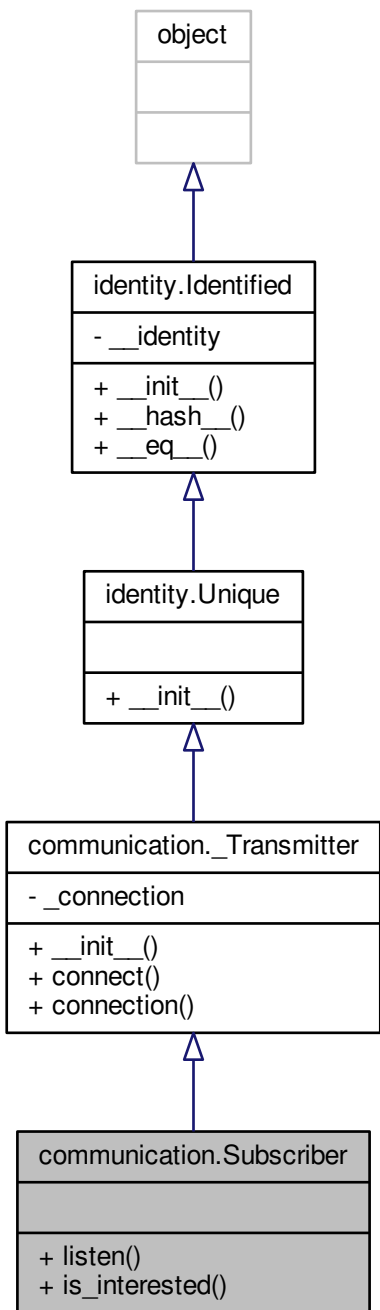 object
identity.Identified
- __identity
+ __init__()
+ __hash__()
+ __eq__()
identity.Unique
+ __init__()
communication._Transmitter
- _connection
+ __init__()
+ connect()
+ connection()
communication.Subscriber
+ listen()
+ is_interested()